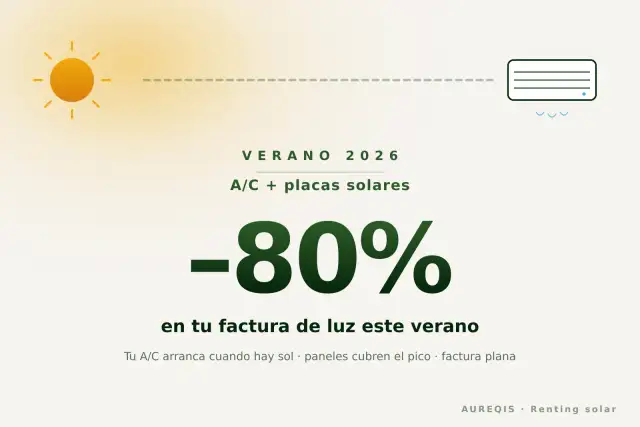 VERANO 2026
A/C + placas solares
–80%
en tu factura de luz este verano
Tu A/C arranca cuando hay sol · paneles cubren el pico · factura plana
AUREQIS · Renting solar